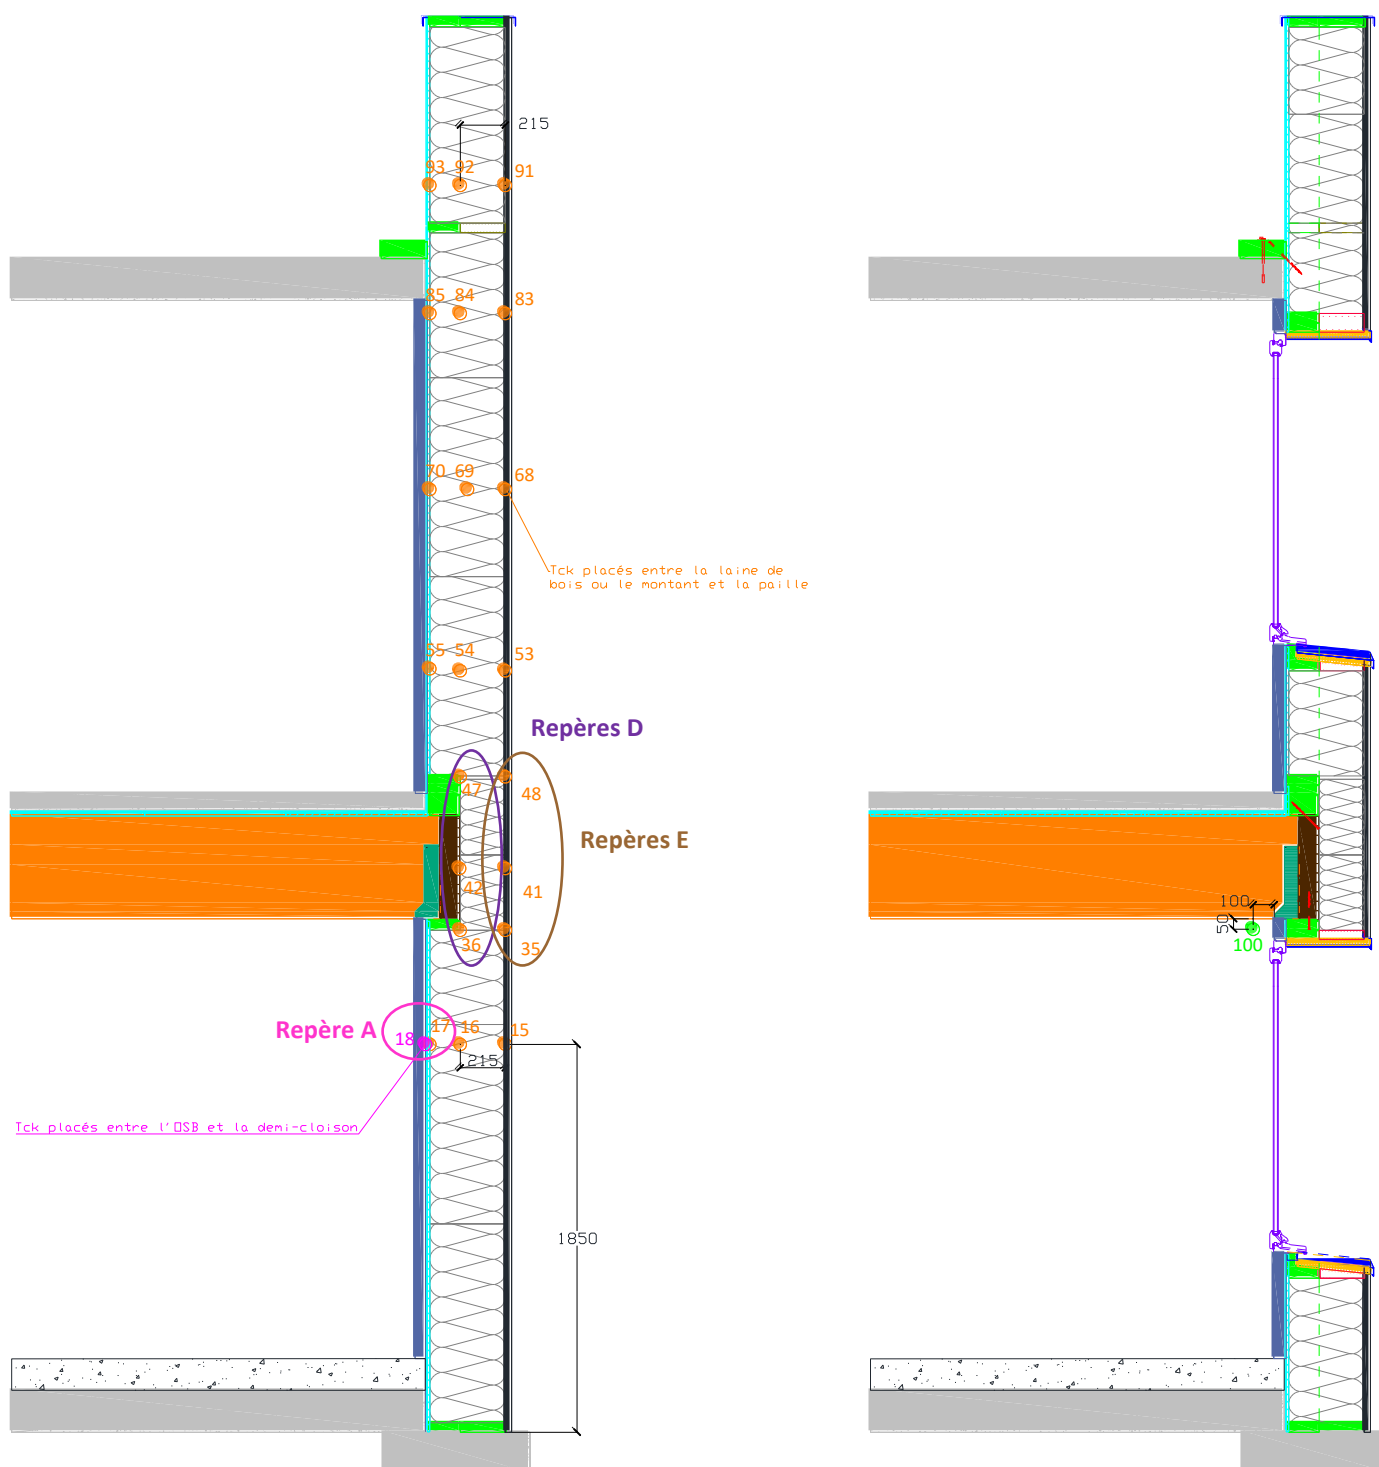 215
93 92 91
85 84 83
70 69 68
Tck placés entre la laine de
bois ou le montant et la paille
55 54 53
Repères D
47 48
Repères E
42 41
36 35
Repère A
18 17 16 15
215
Tck placés entre l'OSB et la demi-cloison
1850
100
50
100